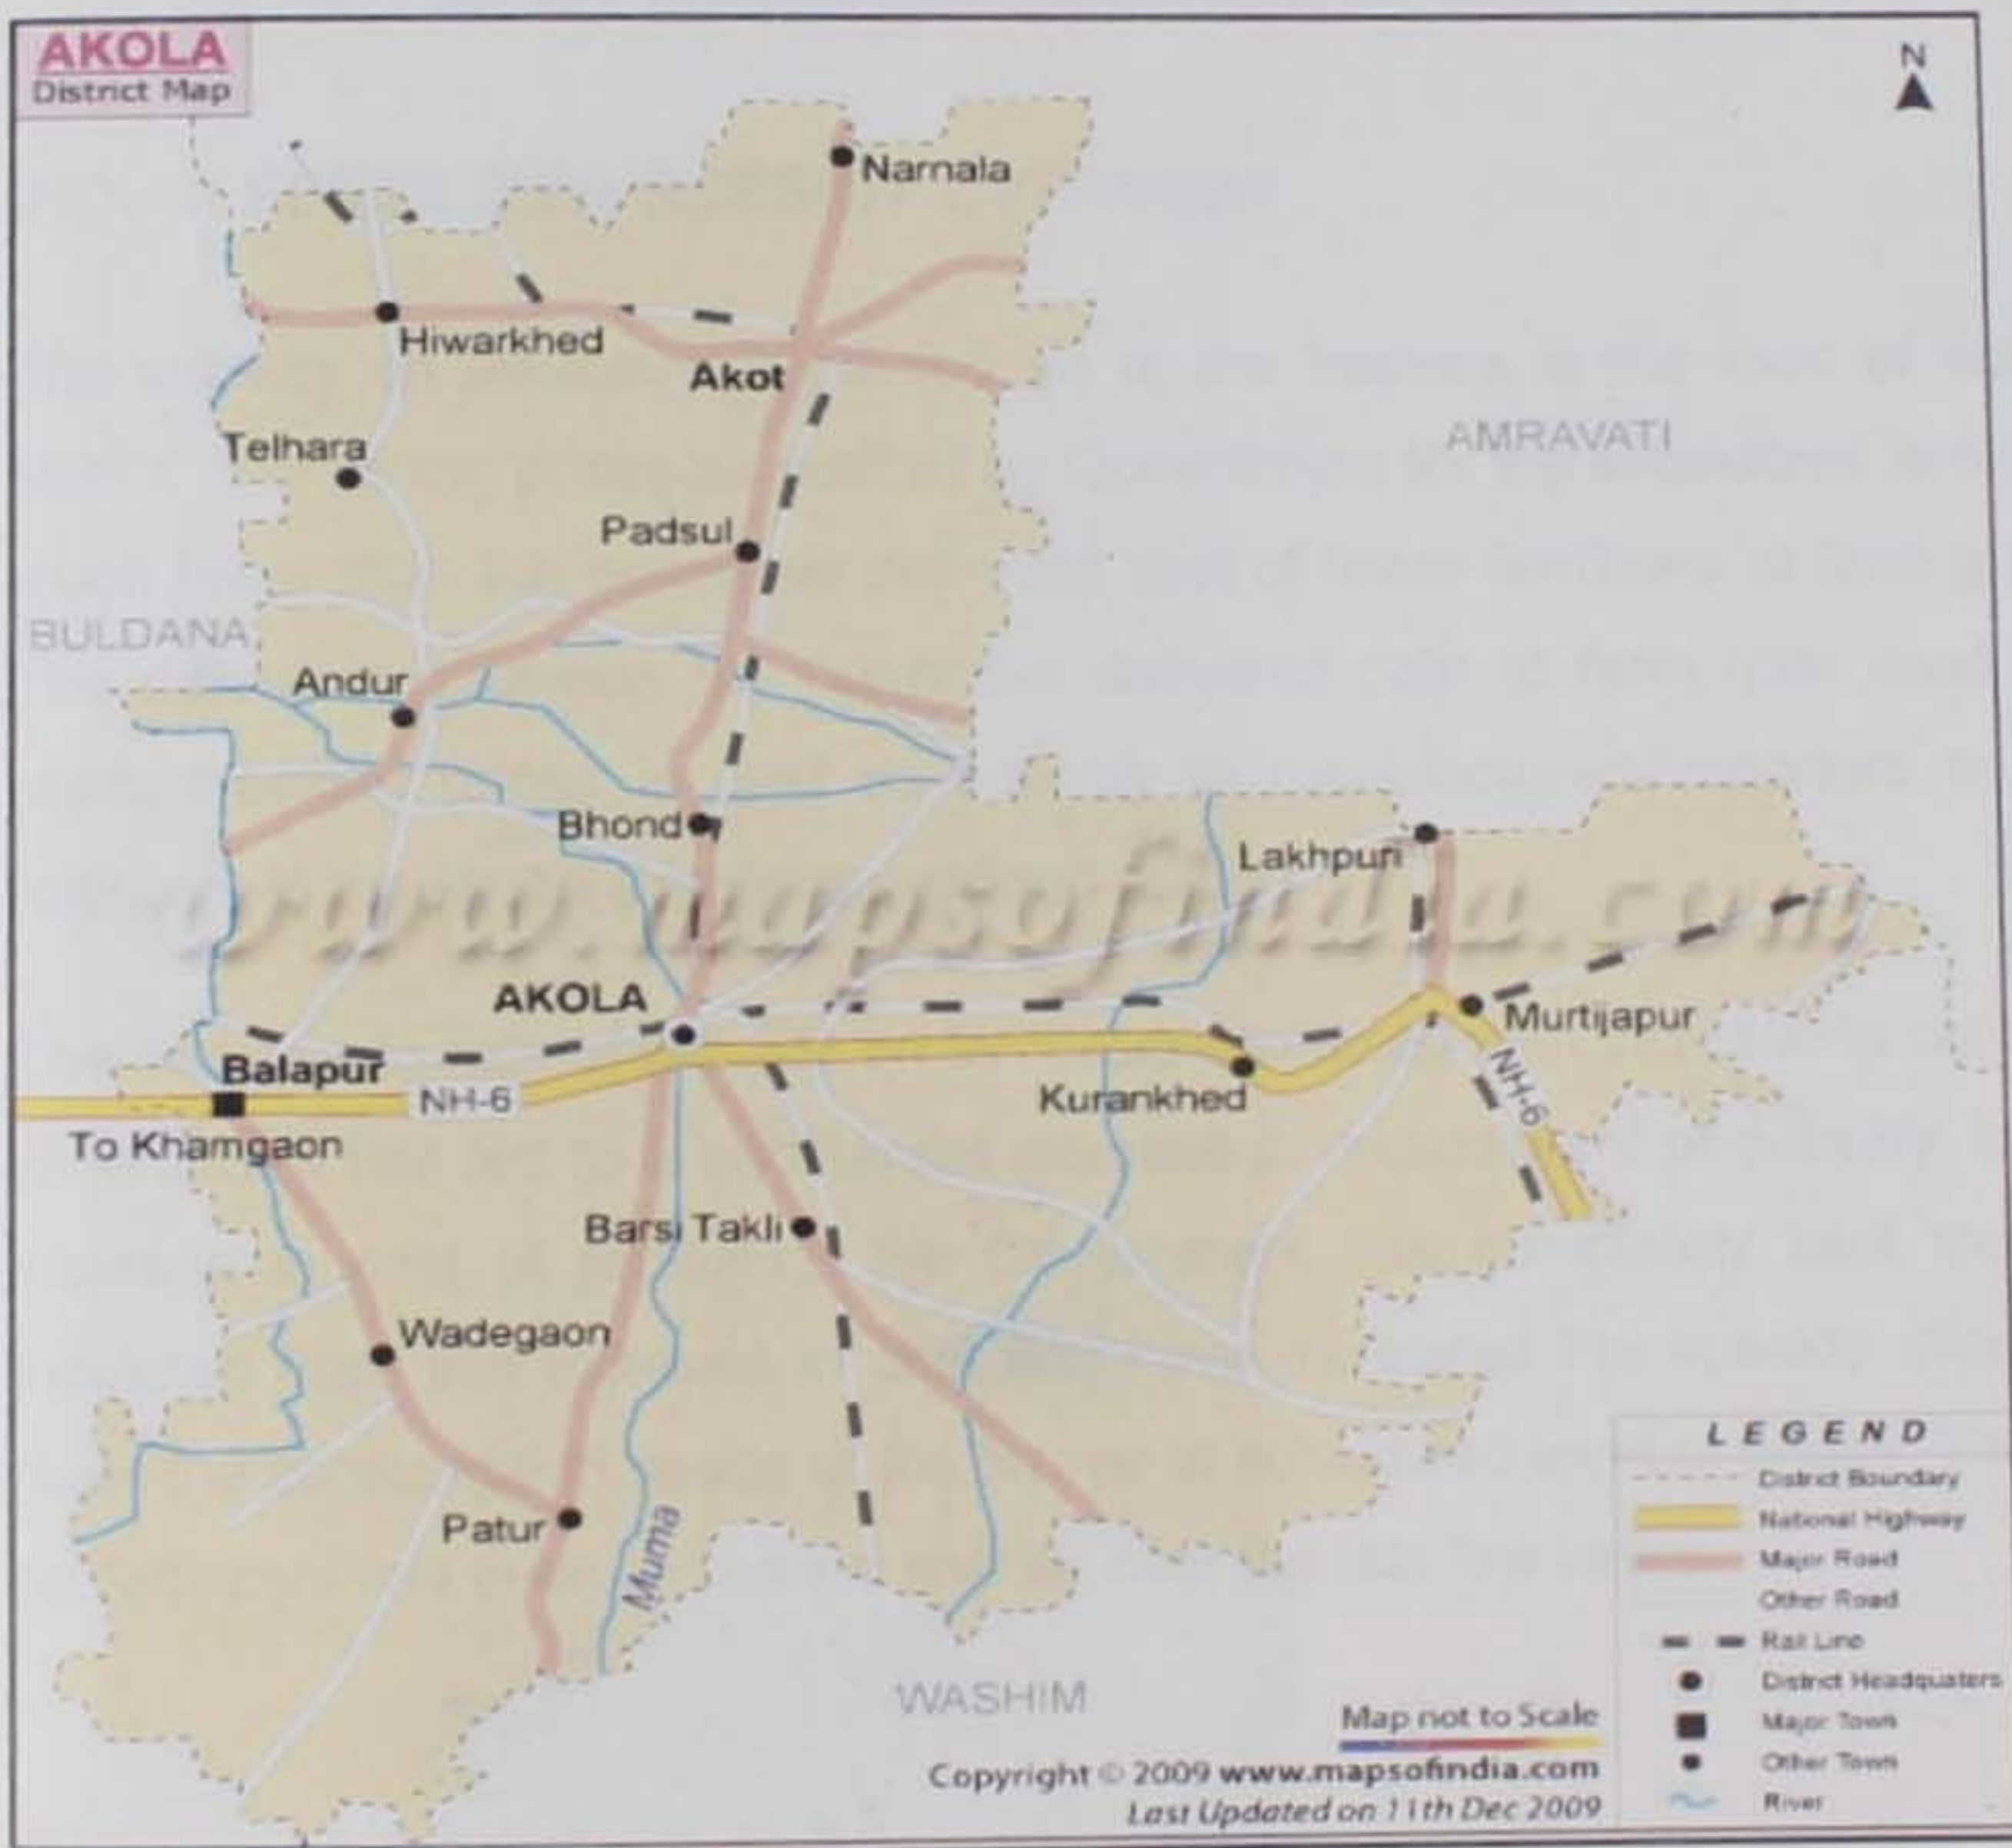 AKOLA
District Map
N
Narnala
Hiwarkhed
Akot
AMRAVATI
Telhara
Padsul
BULDANA
Andur
Bhond
Lakhpuri
www.mapsofindia.com
AKOLA
Murtijapur
Balapur
NH-6
Kurankhed
NH-6
To Khamgaon
Barsi Takli
Wadegaon
Patur
Muma
WASHIM
LEGEND
District Boundary
National Highway
Major Road
Other Road
Rail Line
District Headquaters
Major Town
Other Town
River
Map not to Scale
Copyright © 2009 www.mapsofindia.com
Last Updated on 11th Dec 2009